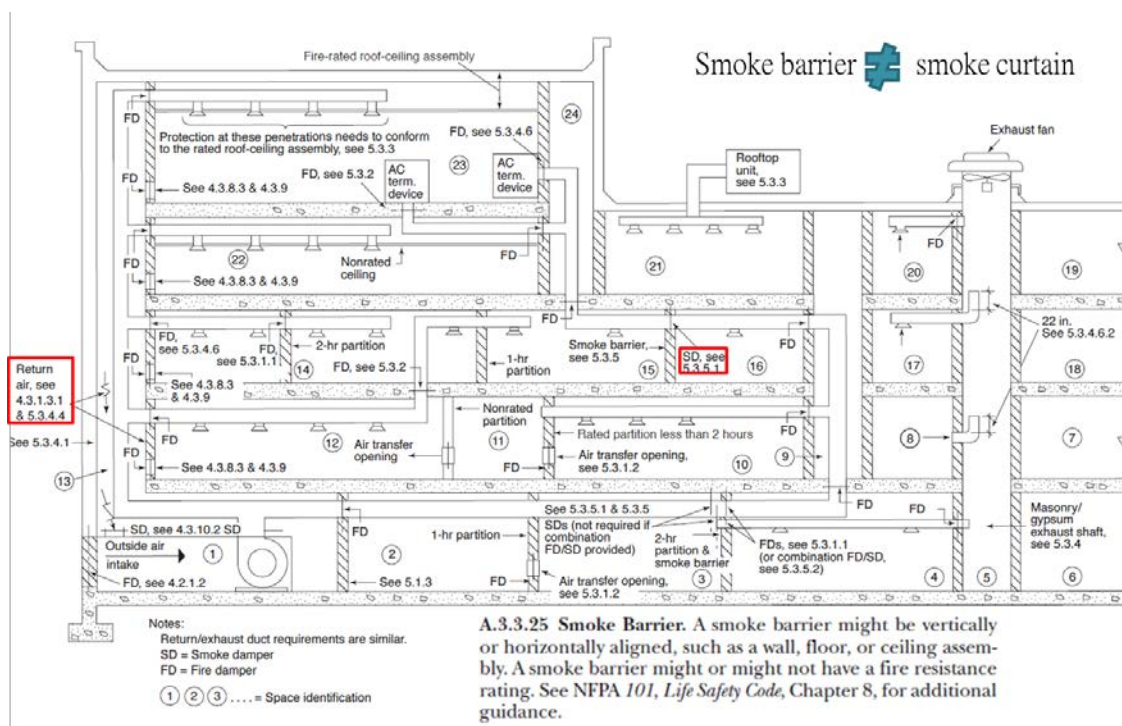 Smoke barrier ≠ smoke curtain
Fire-rated roof-ceiling assembly
FD
Protection at these penetrations needs to conform
to the rated roof-ceiling assembly, see 5.3.3
FD, see 5.3.4.6
24
Exhaust fan
FD
See 4.3.8.3 & 4.3.9
FD, see 5.3.2
AC
term.
device
23
AC
term.
device
Rooftop
unit,
see 5.3.3
FD
22
Nonrated
ceiling
FD
See 4.3.8.3 & 4.3.9
21
FD
20
19
FD
FD
FD,
see 5.3.4.6
FD,
see 5.3.1.1
2-hr partition
14
FD, see 5.3.2
See 4.3.8.3
& 4.3.9
1-hr
partition
Smoke barrier,
see 5.3.5
15
SD, see
5.3.5.1
16
FD
17
22 in.
See 5.3.4.6.2
18
Return
air, see
4.3.1.3.1
& 5.3.4.4
See 5.3.4.1
13
FD
12
See 4.3.8.3 & 4.3.9
Air transfer
opening
Nonrated
partition
11
FD
Rated partition less than 2 hours
Air transfer opening,
see 5.3.1.2
10
FD
9
8
7
SD, see 4.3.10.2 SD
Outside air
intake
1
FD, see 4.2.1.2
FD
2
See 5.1.3
1-hr partition
FD
Air transfer opening,
see 5.3.1.2
See 5.3.5.1 & 5.3.5
SDs (not required if
combination
FD/SD provided)
2-hr
partition &
smoke barrier
3
FD
FD
FDs, see 5.3.1.1
(or combination FD/SD,
see 5.3.5.2)
4
5
Masonry/
gypsum
exhaust shaft,
see 5.3.4
6
Notes:
Return/exhaust duct requirements are similar.
SD = Smoke damper
FD = Fire damper
1 2 3 .... = Space identification
A.3.3.25 Smoke Barrier. A smoke barrier might be vertically
or horizontally aligned, such as a wall, floor, or ceiling assem-
bly. A smoke barrier might or might not have a fire resistance
rating. See NFPA 101, Life Safety Code, Chapter 8, for additional
guidance.